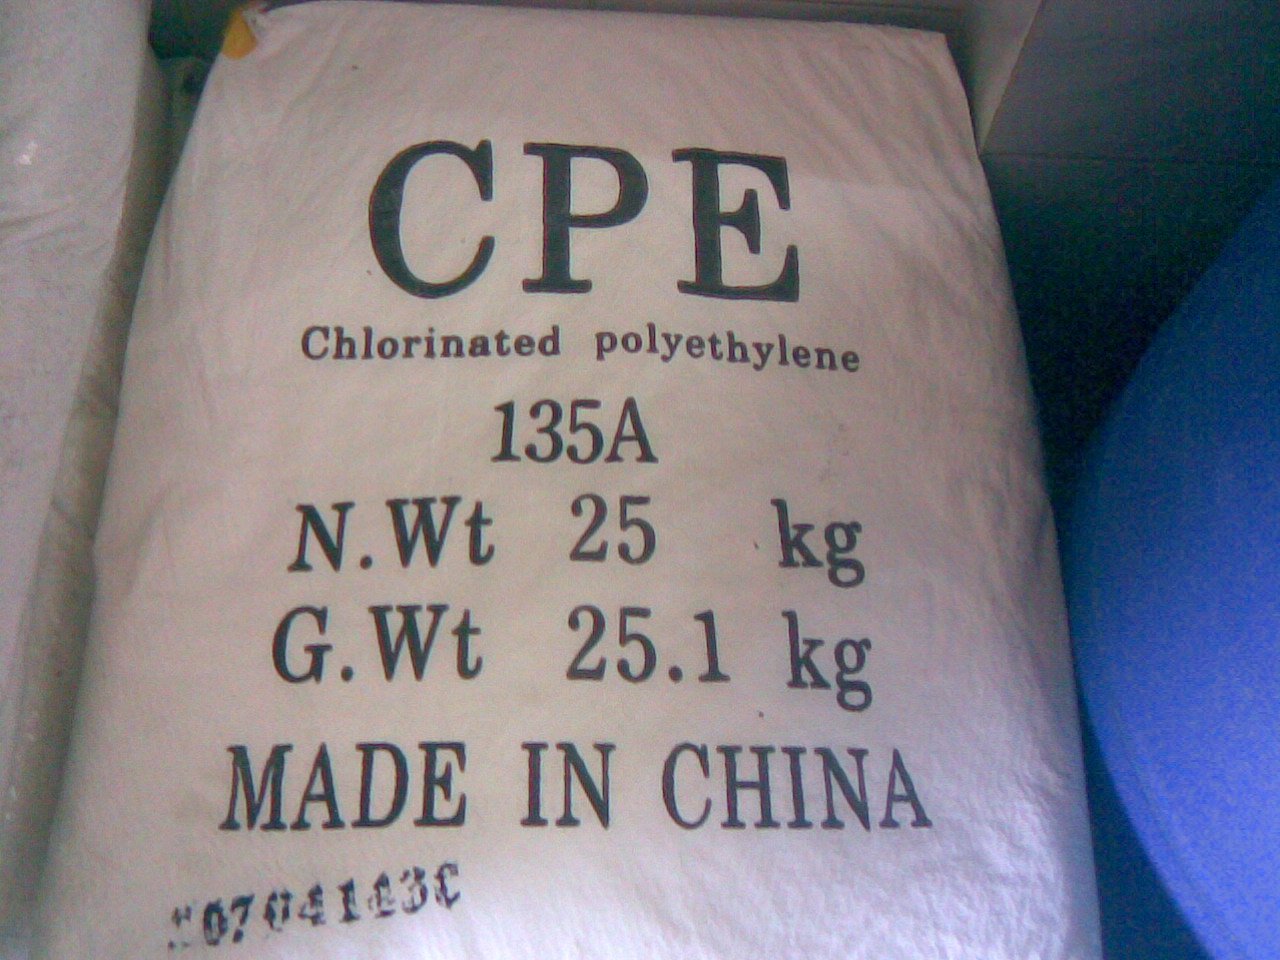 CPE
Chlorinated polyethylene
135A
N.Wt 25 kg
G.Wt 25.1 kg
MADE IN CHINA